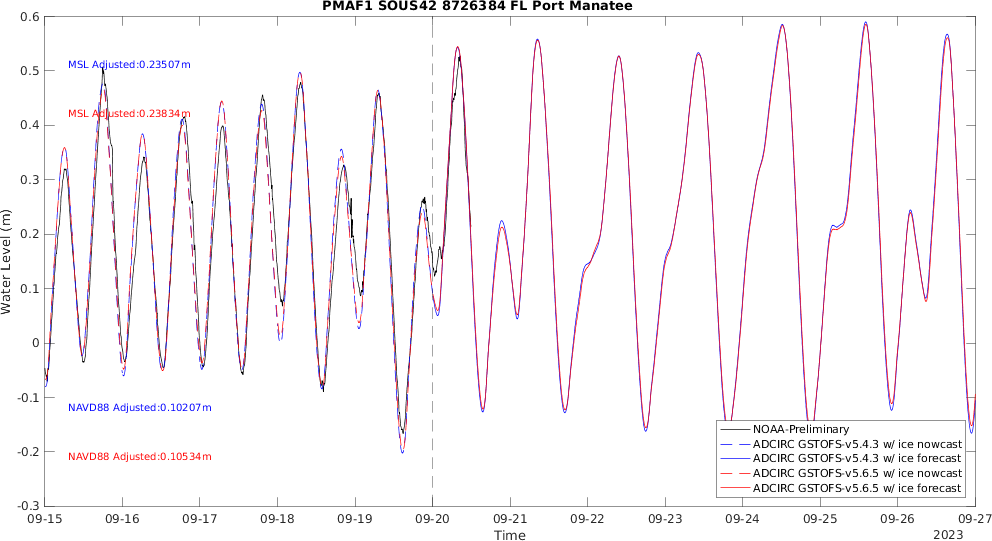 PMAF1 SOUS42 8726384 FL Port Manatee
0.6
0.5
0.4
0.3
0.2
0.1
0
-0.1
-0.2
-0.3
Water Level (m)
MSL Adjusted:0.23507m
MSL Adjusted:0.23834m
NAVD88 Adjusted:0.10207m
NAVD88 Adjusted:0.10534m
NOAA-Preliminary
ADCIRC GSTOFS-v5.4.3 w/ ice nowcast
ADCIRC GSTOFS-v5.4.3 w/ ice forecast
ADCIRC GSTOFS-v5.6.5 w/ ice nowcast
ADCIRC GSTOFS-v5.6.5 w/ ice forecast
09-15 09-16 09-17 09-18 09-19 09-20 09-21 09-22 09-23 09-24 09-25 09-26 09-27
Time
2023